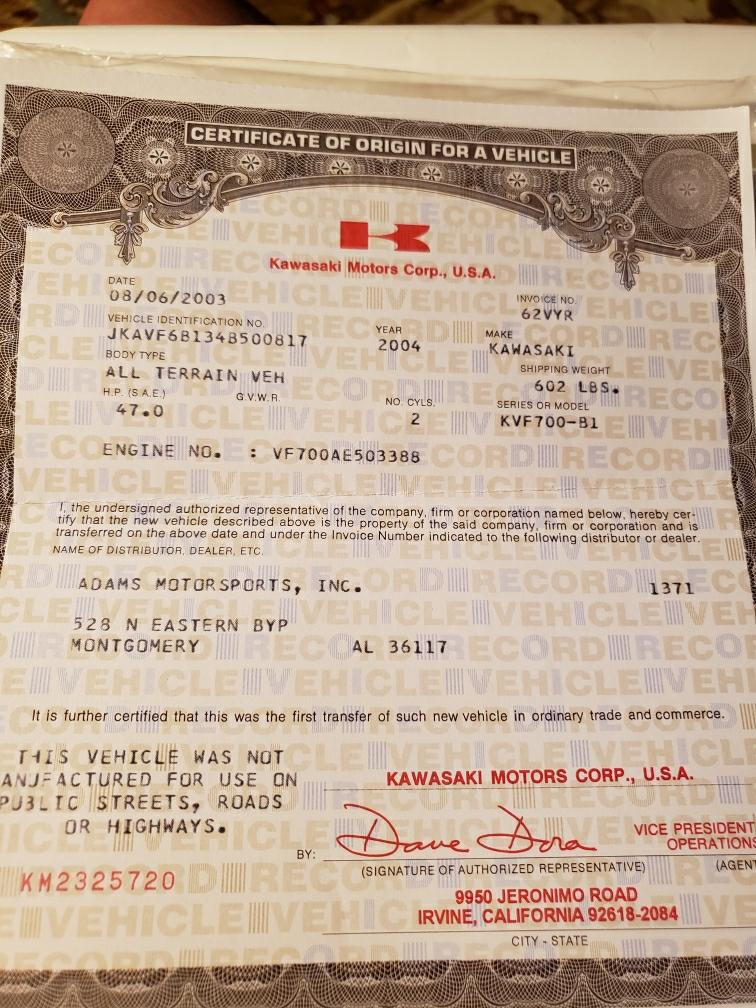 CERTIFICATE OF ORIGIN FOR A VEHICLE
Kawasaki Motors Corp., U.S.A.
DATE
08/06/2003
INVOICE NO.
62VYR
VEHICLE IDENTIFICATION NO.
JKAVF6B134B500817
YEAR
2004
MAKE
KAWASAKI
BODY TYPE
ALL TERRAIN VEH
SHIPPING WEIGHT
602 LBS.
H.P. (S.A.E.)
47.0
G.V.W.R.
NO. CYLS.
2
SERIES OR MODEL
KVF700-B1
ENGINE NO. : VF700AE503388
I, the undersigned authorized representative of the company, firm or corporation named below, hereby cer-
tify that the new vehicle described above is the property of the said company, firm or corporation and is
transferred on the above date and under the Invoice Number indicated to the following distributor or dealer.
NAME OF DISTRIBUTOR, DEALER, ETC.
ADAMS MOTORSPORTS, INC. 1371
528 N EASTERN BYP
MONTGOMERY AL 36117
It is further certified that this was the first transfer of such new vehicle in ordinary trade and commerce.
THIS VEHICLE WAS NOT
ANUFACTURED FOR USE ON
PUBLIC STREETS, ROADS
OR HIGHWAYS.
KM2325720
KAWASAKI MOTORS CORP., U.S.A.
BY: Dave Dora
VICE PRESIDENT
OPERATIONS
(SIGNATURE OF AUTHORIZED REPRESENTATIVE) (AGEN
9950 JERONIMO ROAD
IRVINE, CALIFORNIA 92618-2084
CITY - STATE